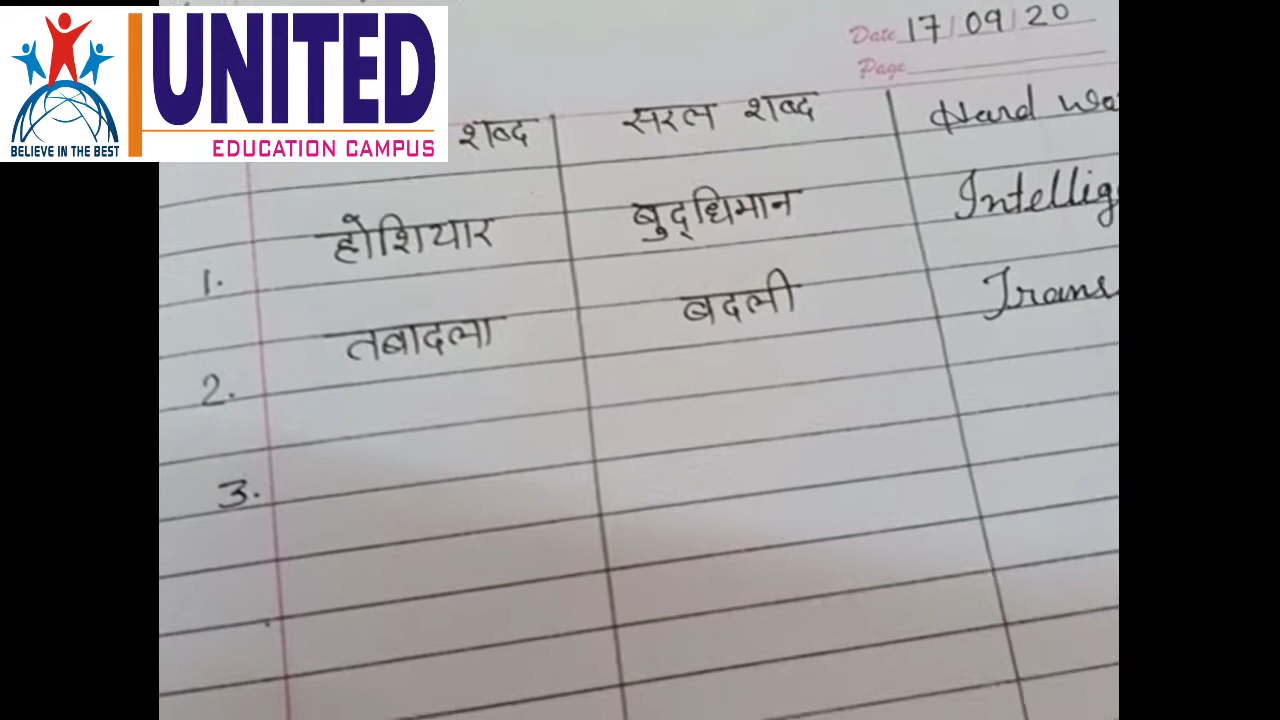 UNITED
EDUCATION CAMPUS
BELIEVE IN THE BEST
Date 17/09/20
Page
शब्द सरल शब्द Hard
1. होशियार बुद्धिमान
2. तबादला बदली
3.